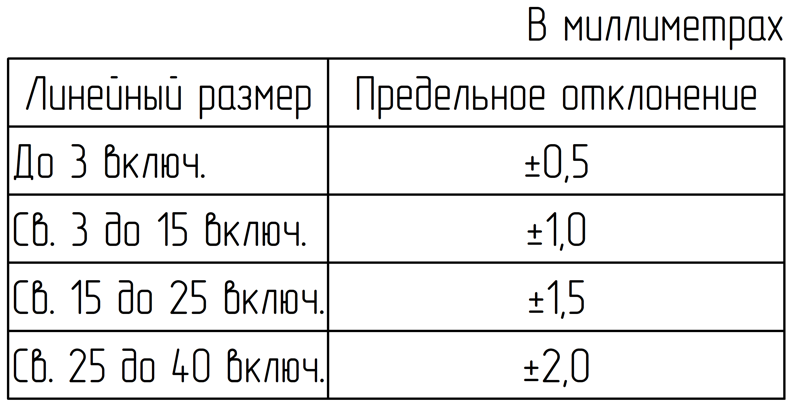 В миллиметрах
Линейный размер Предельное отклонение
До 3 включ. ±0,5
Св. 3 до 15 включ. ±1,0
Св. 15 до 25 включ. ±1,5
Св. 25 до 40 включ. ±2,0